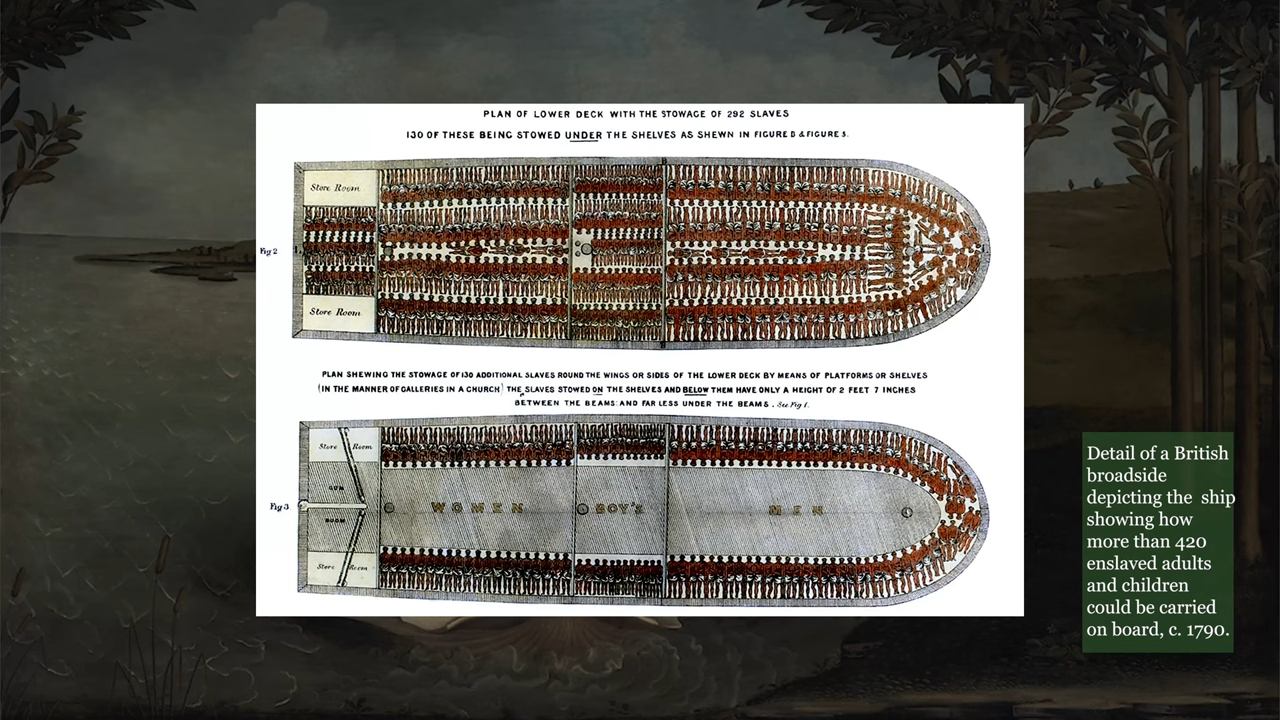 PLAN OF LOWER DECK WITH THE STOWAGE OF 292 SLAVES
130 OF THESE BEING STOWED UNDER THE SHELVES AS SHEWN IN FIGURE D & FIGURE 5.
Store Room
Fig 2
Store Room
PLAN SHEWING THE STOWAGE OF 130 ADDITIONAL SLAVES ROUND THE WINGS OR SIDES OF THE LOWER DECK BY MEANS OF PLATFORMS OR SHELVES
(IN THE MANNER OF GALLERIES IN A CHURCH) THE SLAVES STOWED ON THE SHELVES AND BELOW THEM HAVE ONLY A HEIGHT OF 2 FEET 7 INCHES
BETWEEN THE BEAMS: AND FAR LESS UNDER THE BEAMS. See Fig 1.
Store Room
GUN
Fig 3
WOMEN
BOY'S
MEN
ROOM
Store Room
Detail of a British
broadside
depicting the ship
showing how
more than 420
enslaved adults
and children
could be carried
on board, c. 1790.